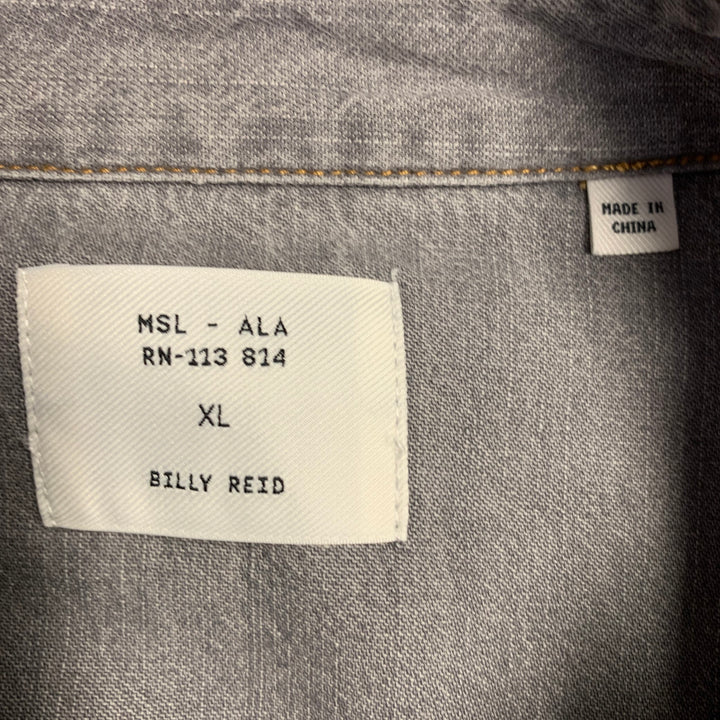 MADE IN
CHINA
MSL - ALA
RN-113 814
XL
BILLY REID